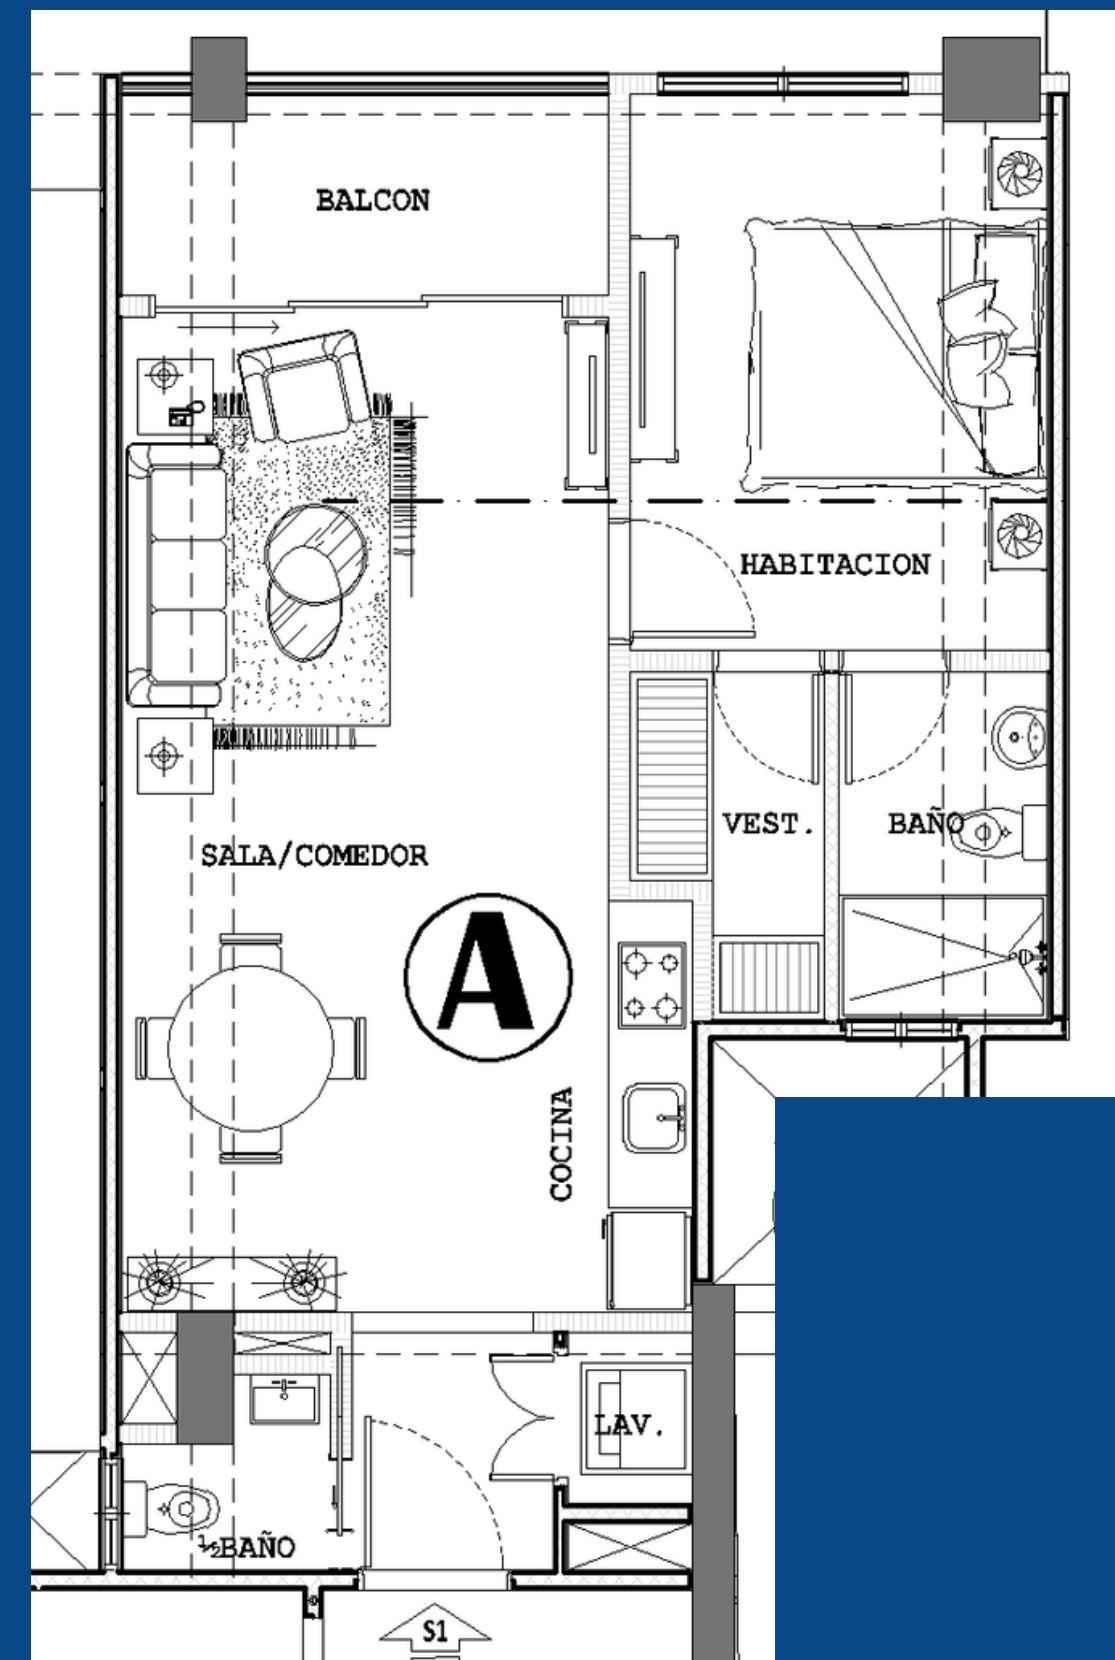 BALCON
HABITACION
VEST.
BAÑO
SALA/COMEDOR
A
COCINA
LAV.
½BAÑO
S1